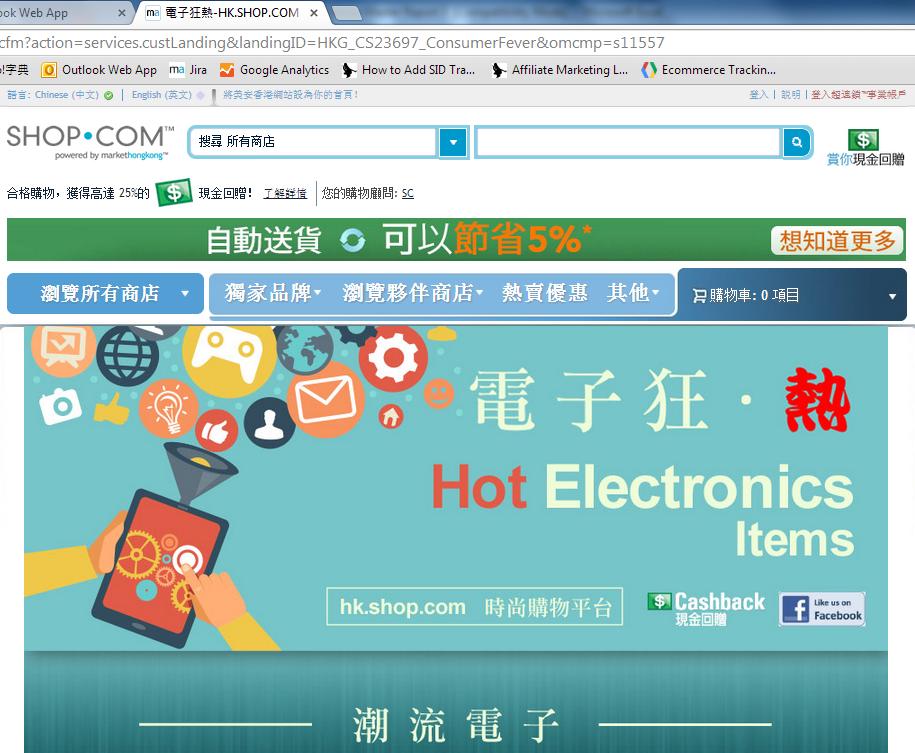 ook Web App
ma 電子狂熱-HK.SHOP.COM
cfm?action=services.custLanding&landingID=HKG_CS23697_ConsumerFever&omcmp=s11557
o!字典 Outlook Web App ma Jira Google Analytics How to Add SID Tra... Affiliate Marketing L... Ecommerce Trackin...
語言: Chinese (中文) | English (英文) 將美安香港網站設為你的首頁!
登入 | 說明 | 登入超連鎖™事業帳戶
SHOP•COM™
powered by markethongkong™
搜尋 所有商店
$
賞你現金回贈
合格購物，獲得高達 25%的 $ 現金回贈! 了解詳情 您的購物顧問: SC
自動送貨 可以節省5%*
想知道更多
瀏覽所有商店 獨家品牌 瀏覽夥伴商店 熱賣優惠 其他
購物車: 0 項目
電子狂·熱
Hot Electronics
Items
hk.shop.com 時尚購物平台
$ Cashback
現金回贈
f Like us on
Facebook
潮流電子